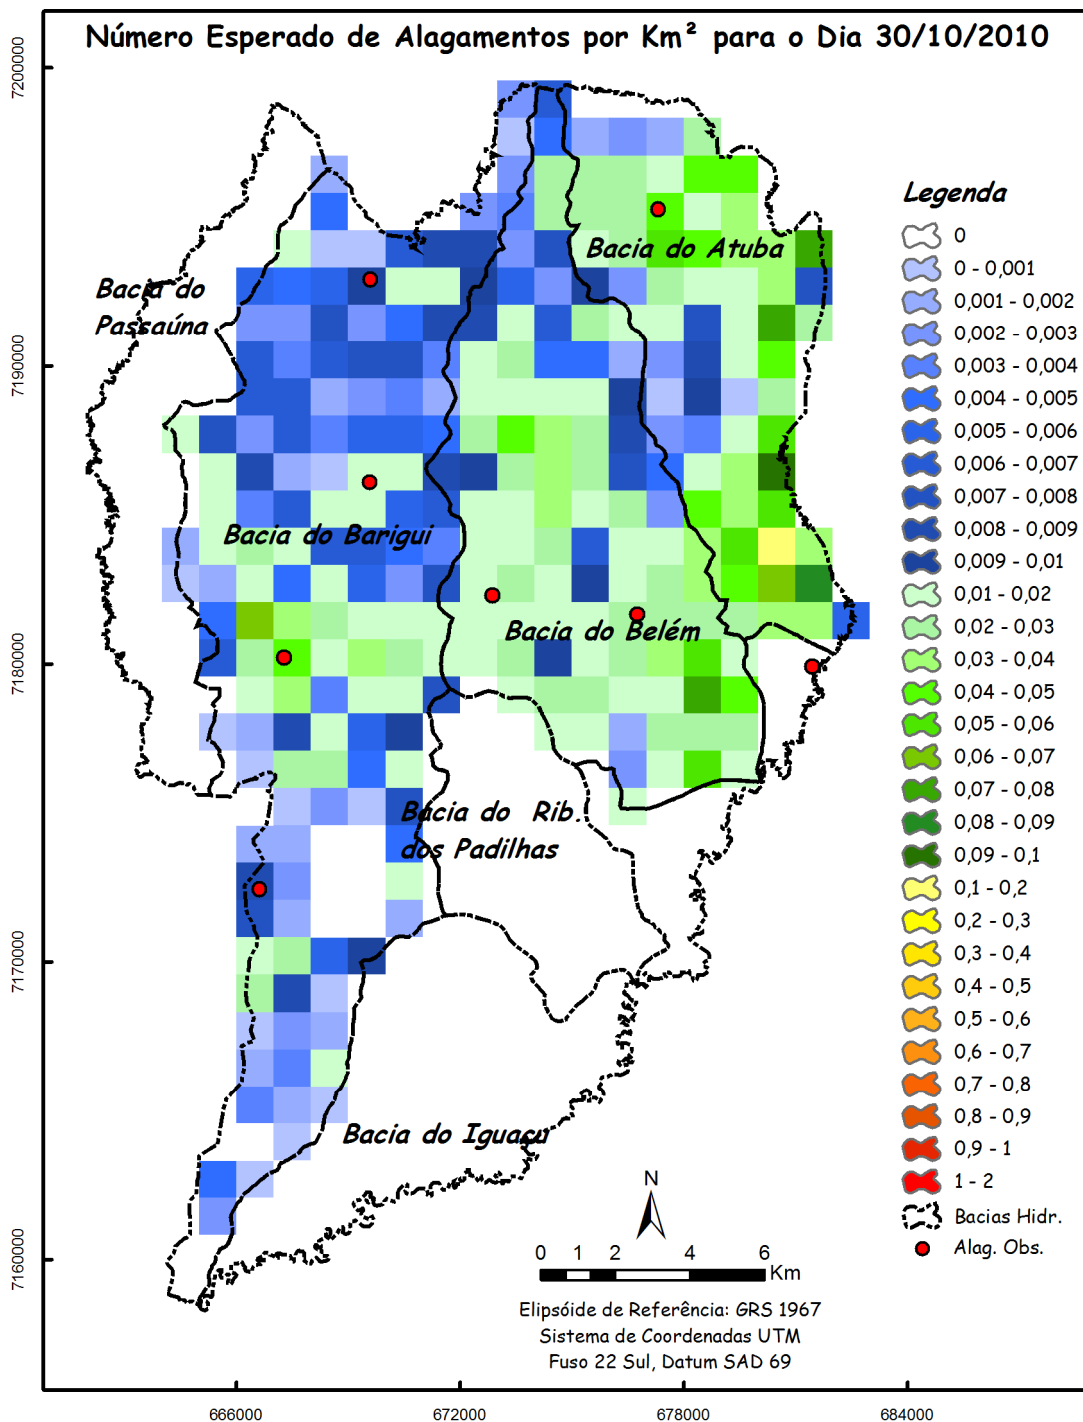 Número Esperado de Alagamentos por Km² para o Dia 30/10/2010
7200000
7190000
7180000
7170000
7160000
Bacia do
Passaúna
Bacia do Atuba
Bacia do Barigui
Bacia do Belém
Bacia do Rib.
dos Padilhas
Bacia do Iguaçu
Legenda
0
0 - 0,001
0,001 - 0,002
0,002 - 0,003
0,003 - 0,004
0,004 - 0,005
0,005 - 0,006
0,006 - 0,007
0,007 - 0,008
0,008 - 0,009
0,009 - 0,01
0,01 - 0,02
0,02 - 0,03
0,03 - 0,04
0,04 - 0,05
0,05 - 0,06
0,06 - 0,07
0,07 - 0,08
0,08 - 0,09
0,09 - 0,1
0,1 - 0,2
0,2 - 0,3
0,3 - 0,4
0,4 - 0,5
0,5 - 0,6
0,6 - 0,7
0,7 - 0,8
0,8 - 0,9
0,9 - 1
1 - 2
Bacias Hidr.
Alag. Obs.
N
0 1 2 4 6
Km
Elipsóide de Referência: GRS 1967
Sistema de Coordenadas UTM
Fuso 22 Sul, Datum SAD 69
666000 672000 678000 684000